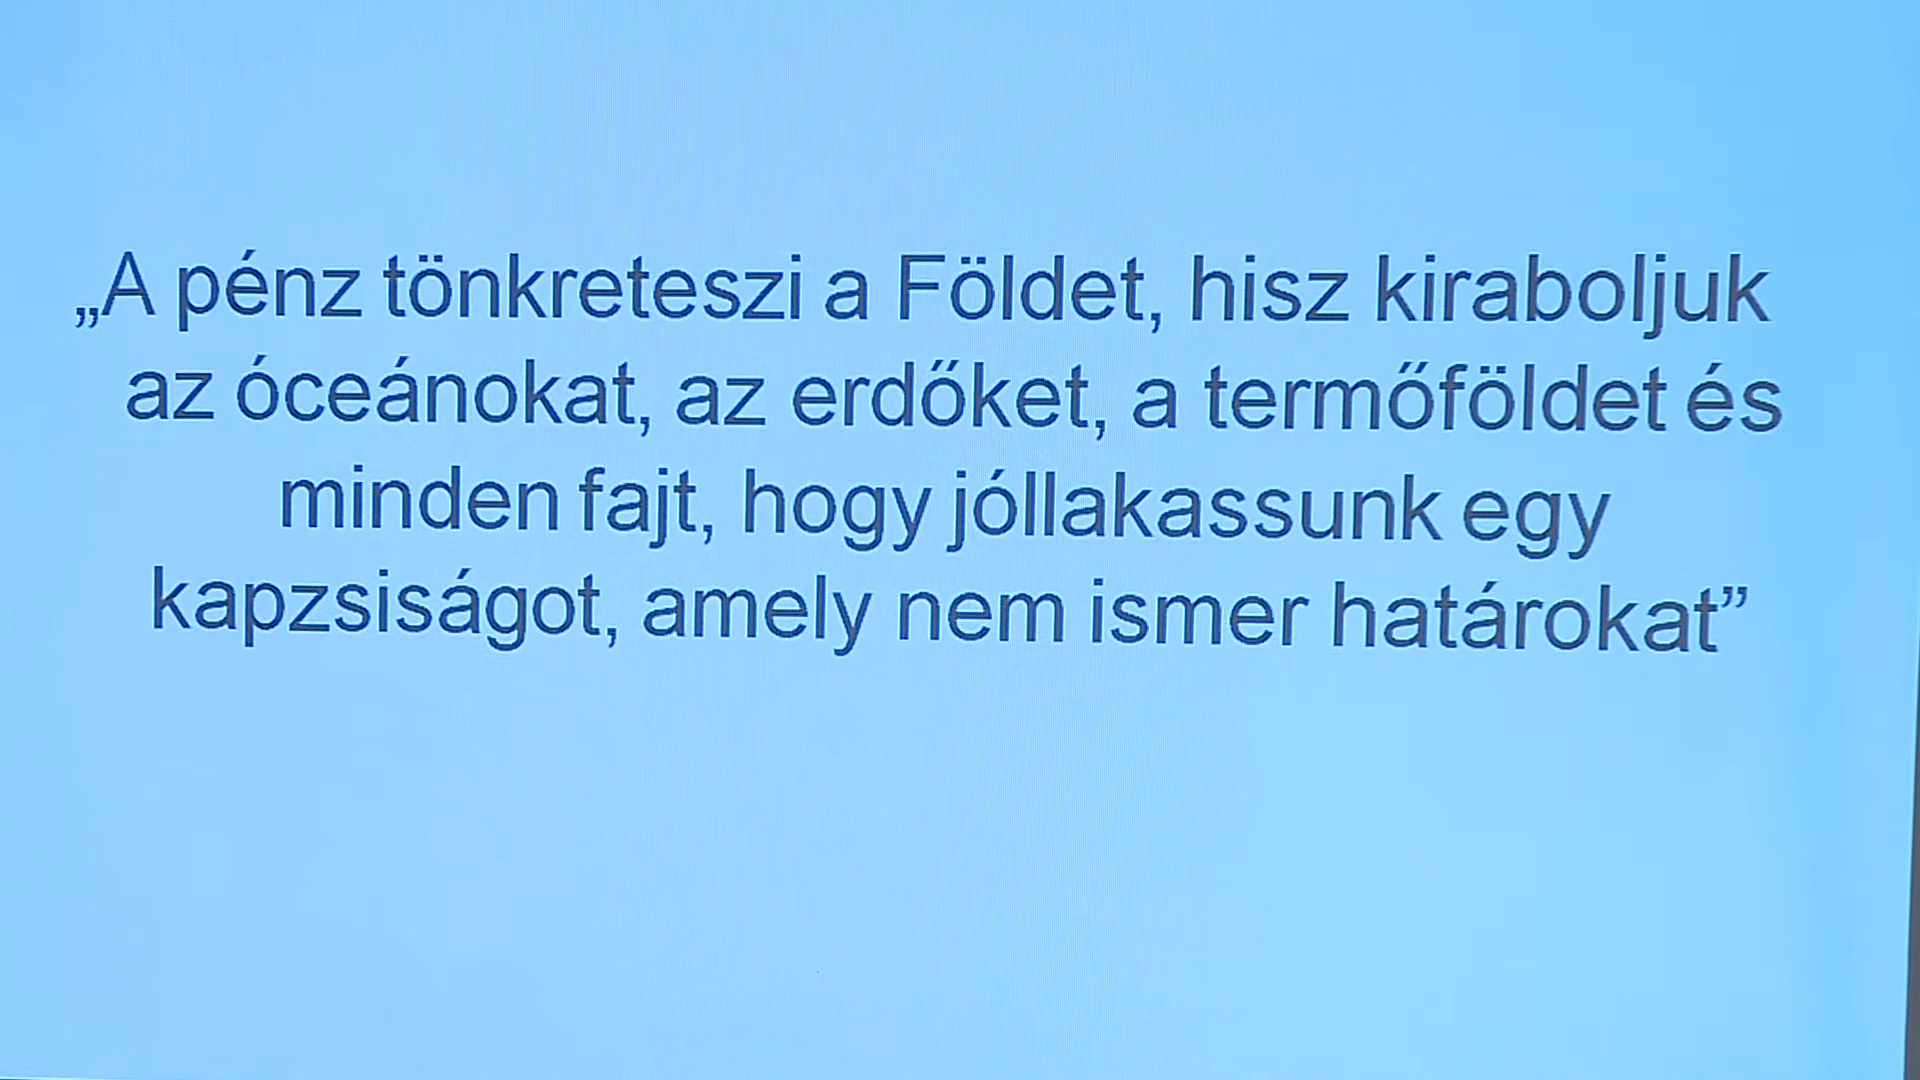 „A pénz tönkreteszi a Földet, hisz kiraboljuk
az óceánokat, az erdőket, a termőföldet és
minden fajt, hogy jóllakassunk egy
kapzsiságot, amely nem ismer határokat”